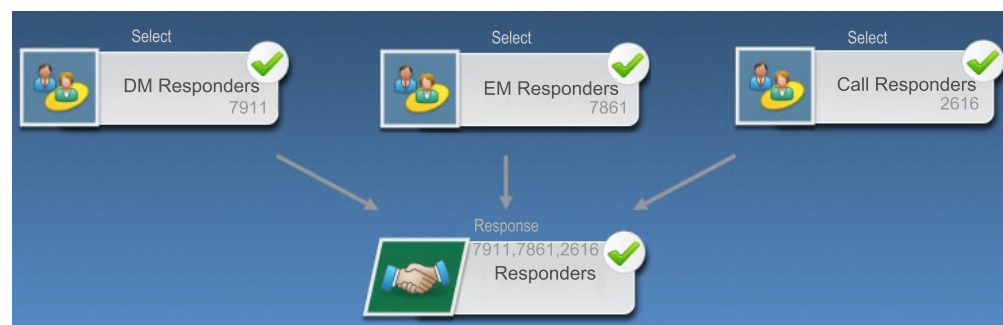 Select
DM Responders
7911
Select
EM Responders
7861
Select
Call Responders
2616
Response
7911,7861,2616
Responders